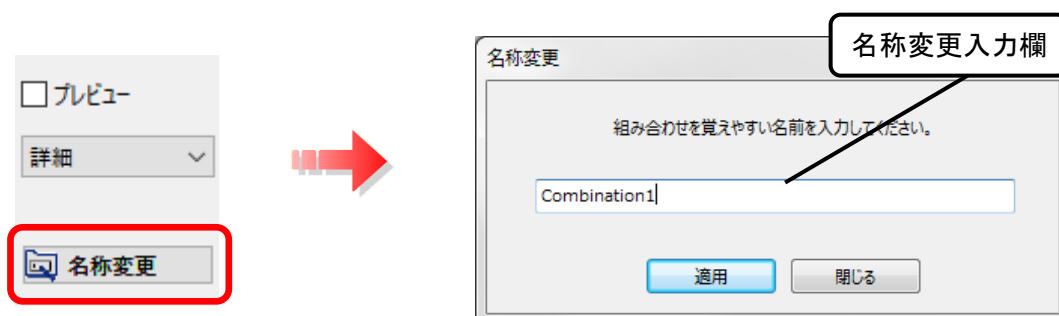 プレビュー
詳細
名称変更
名称変更
名称変更入力欄
組み合わせを覚えやすい名前を入力してください。
Combination1
適用
閉じる